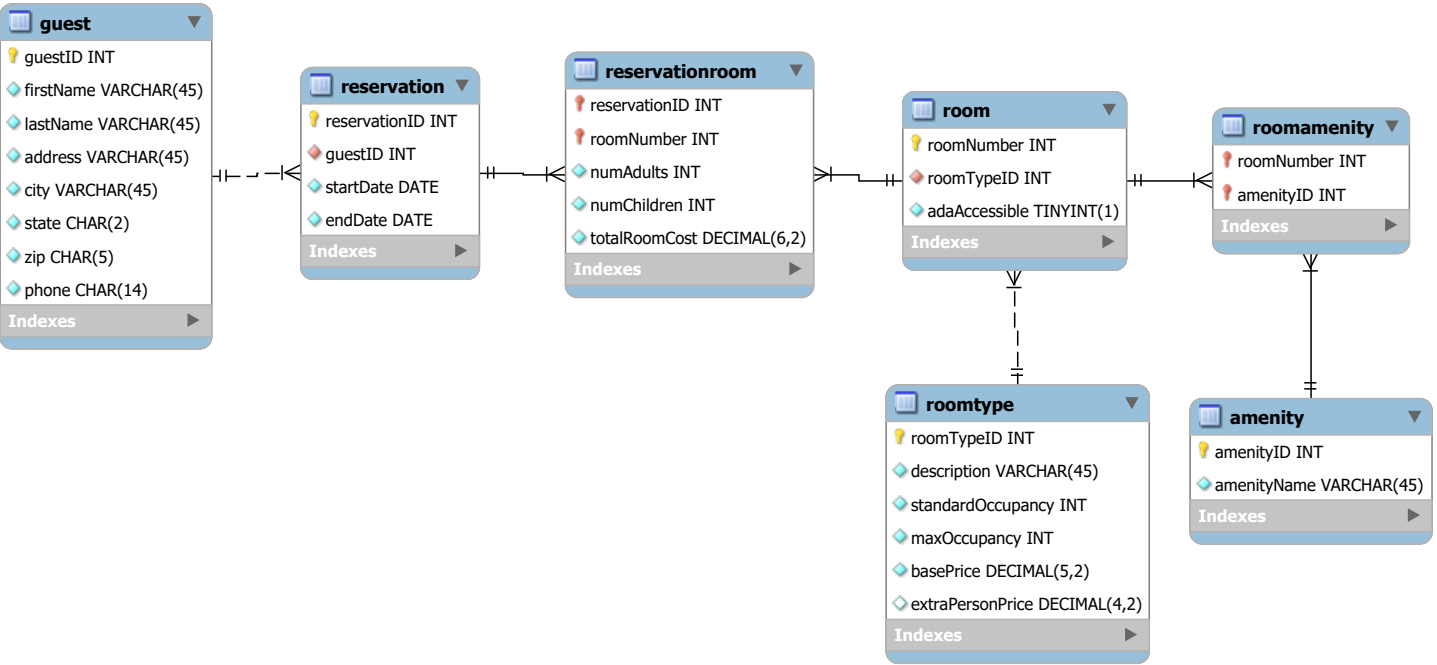 guest
guestID INT
firstName VARCHAR(45)
lastName VARCHAR(45)
address VARCHAR(45)
city VARCHAR(45)
state CHAR(2)
zip CHAR(5)
phone CHAR(14)
Indexes
reservation
reservationID INT
guestID INT
startDate DATE
endDate DATE
Indexes
reservationroom
reservationID INT
roomNumber INT
numAdults INT
numChildren INT
totalRoomCost DECIMAL(6,2)
Indexes
room
roomNumber INT
roomTypeID INT
adaAccessible TINYINT(1)
Indexes
roomamenity
roomNumber INT
amenityID INT
Indexes
roomtype
roomTypeID INT
description VARCHAR(45)
standardOccupancy INT
maxOccupancy INT
basePrice DECIMAL(5,2)
extraPersonPrice DECIMAL(4,2)
Indexes
amenity
amenityID INT
amenityName VARCHAR(45)
Indexes